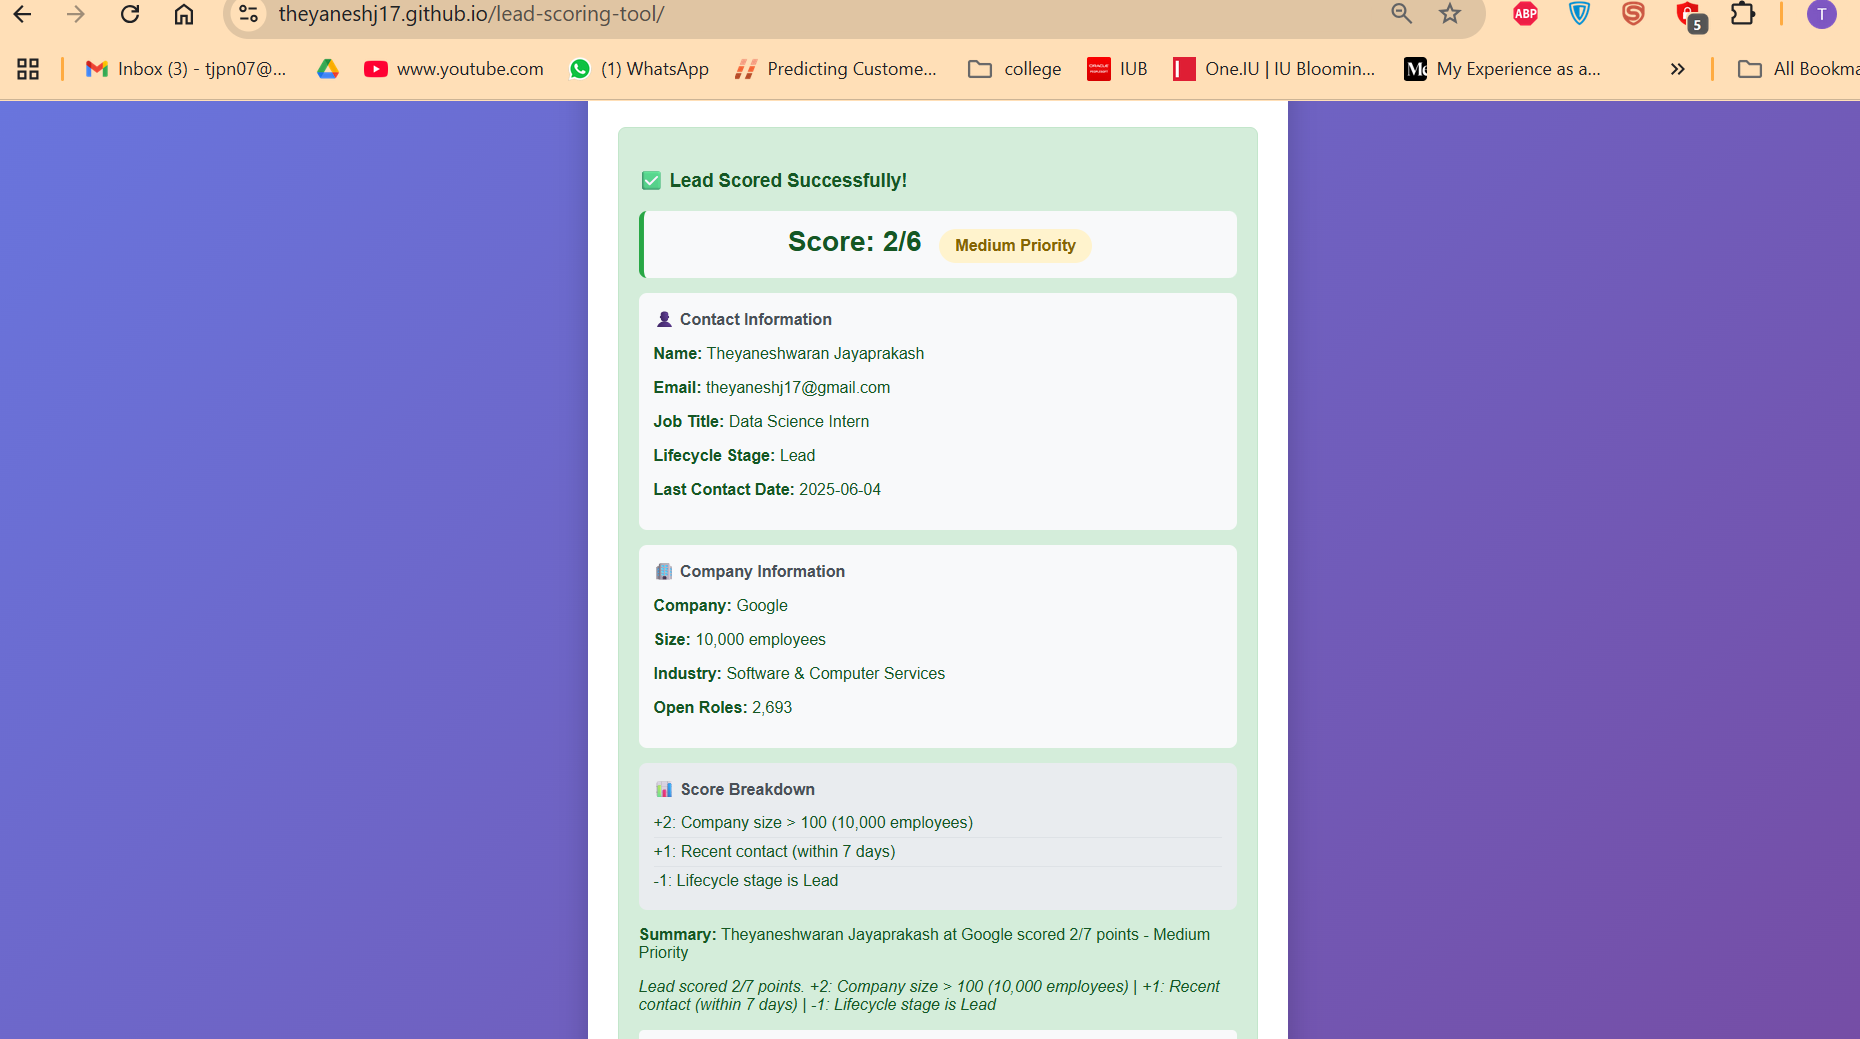 theyaneshj17.github.io/lead-scoring-tool/
ABP
5
T
Inbox (3) - tjpn07@...
www.youtube.com
(1) WhatsApp
Predicting Custome...
college
IUB
One.IU | IU Bloomin...
My Experience as a...
All Bookma
Lead Scored Successfully!
Score: 2/6 Medium Priority
Contact Information
Name: Theyaneshwaran Jayaprakash
Email: theyaneshj17@gmail.com
Job Title: Data Science Intern
Lifecycle Stage: Lead
Last Contact Date: 2025-06-04
Company Information
Company: Google
Size: 10,000 employees
Industry: Software & Computer Services
Open Roles: 2,693
Score Breakdown
+2: Company size > 100 (10,000 employees)
+1: Recent contact (within 7 days)
-1: Lifecycle stage is Lead
Summary: Theyaneshwaran Jayaprakash at Google scored 2/7 points - Medium
Priority
Lead scored 2/7 points. +2: Company size > 100 (10,000 employees) | +1: Recent
contact (within 7 days) | -1: Lifecycle stage is Lead